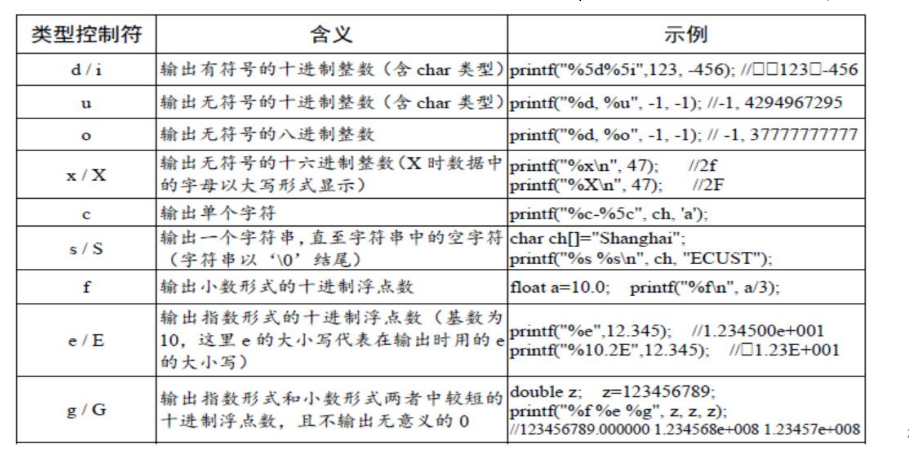 类型控制符 含义 示例
d / i 输出有符号的十进制整数（含 char 类型） printf("%5d%5i",123, -456); //□□123□-456
u 输出无符号的十进制整数（含 char 类型） printf("%d, %u", -1, -1); //-1, 4294967295
o 输出无符号的八进制整数 printf("%d, %o", -1, -1); // -1, 37777777777
x / X 输出无符号的十六进制整数(X 时数据中的字母以大写形式显示）
printf("%x\n", 47); //2f
printf("%X\n", 47); //2F
c 输出单个字符 printf("%c-%5c", ch, 'a');
s / S 输出一个字符串,直至字符串中的空字符
（字符串以‘\0’结尾）
char ch[]="Shanghai";
printf("%s %s\n", ch, "ECUST");
f 输出小数形式的十进制浮点数 float a=10.0; printf("%f\n", a/3);
e / E 输出指数形式的十进制浮点数（基数为
10，这里 e 的大小写代表在输出时用的 e
的大小写）
printf("%e",12.345); //1.234500e+001
printf("%10.2E",12.345); //□1.23E+001
g / G 输出指数形式和小数形式两者中较短的
十进制浮点数，且不输出无意义的 0
double z; z=123456789;
printf("%f %e %g", z, z, z);
//123456789.000000 1.234568e+008 1.23457e+008